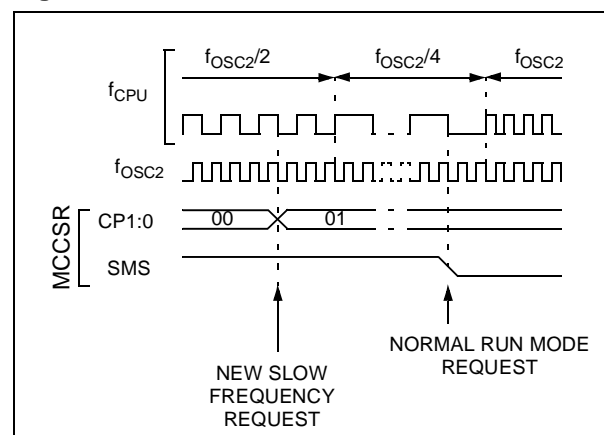 fOSC2/2 fOSC2/4 fOSC2
fCPU
fOSC2
MCCSR
CP1:0 00 01
SMS
NORMAL RUN MODE
REQUEST
NEW SLOW
FREQUENCY
REQUEST